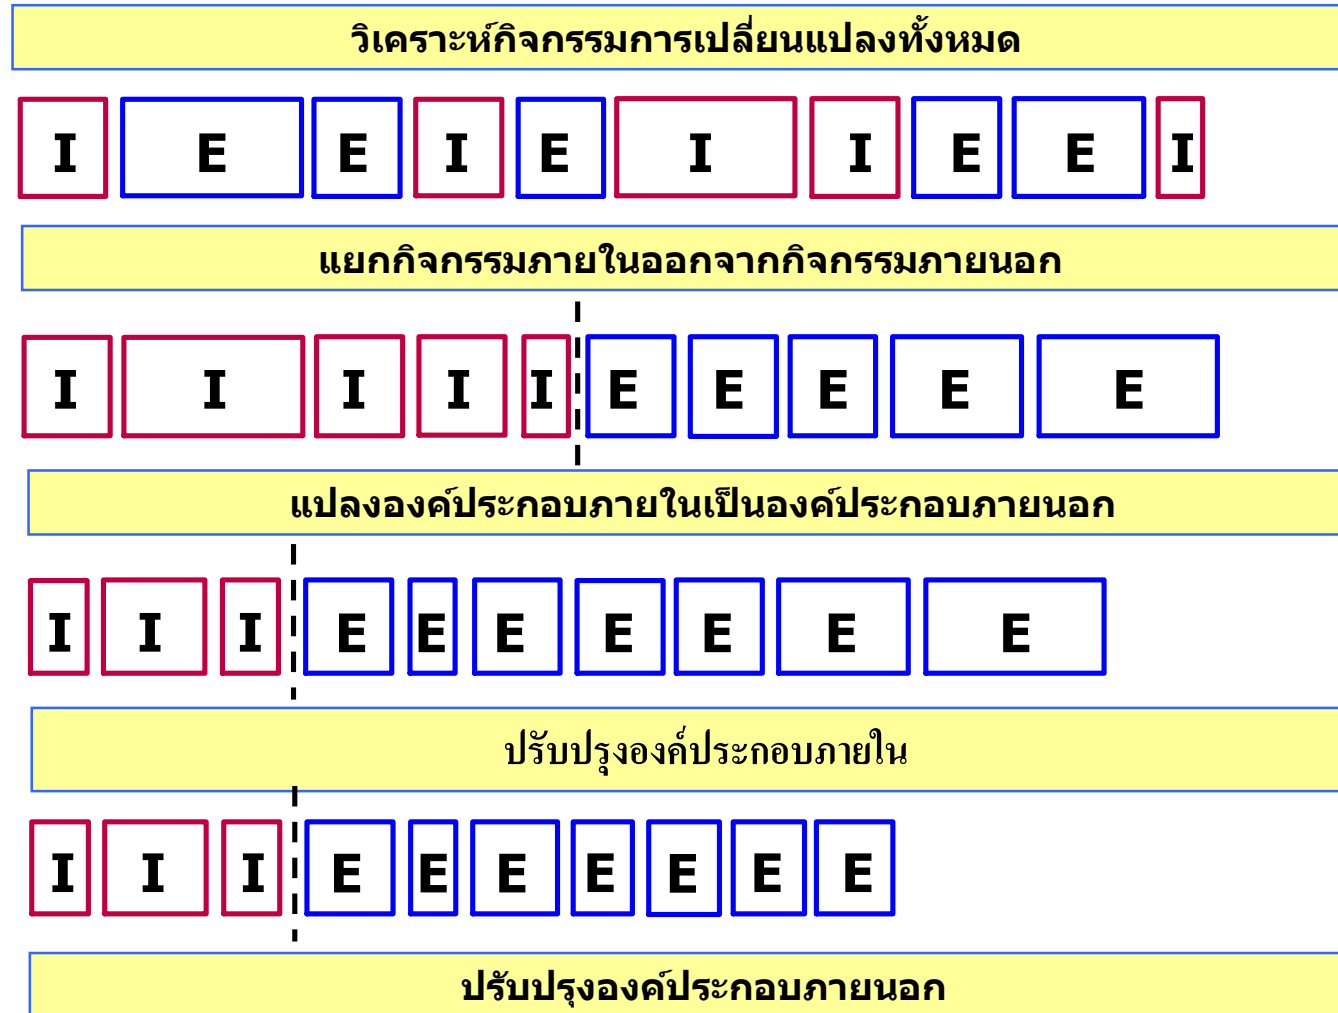 วิเคราะห์กิจกรรมการเปลี่ยนแปลงทั้งหมด
I E E I E I I E E I
แยกกิจกรรมภายในออกจากกิจกรรมภายนอก
I I I I I E E E E E
แปลงองค์ประกอบภายในเป็นองค์ประกอบภายนอก
I I I E E E E E E E
ปรับปรุงองค์ประกอบภายใน
I I I E E E E E E E
ปรับปรุงองค์ประกอบภายนอก